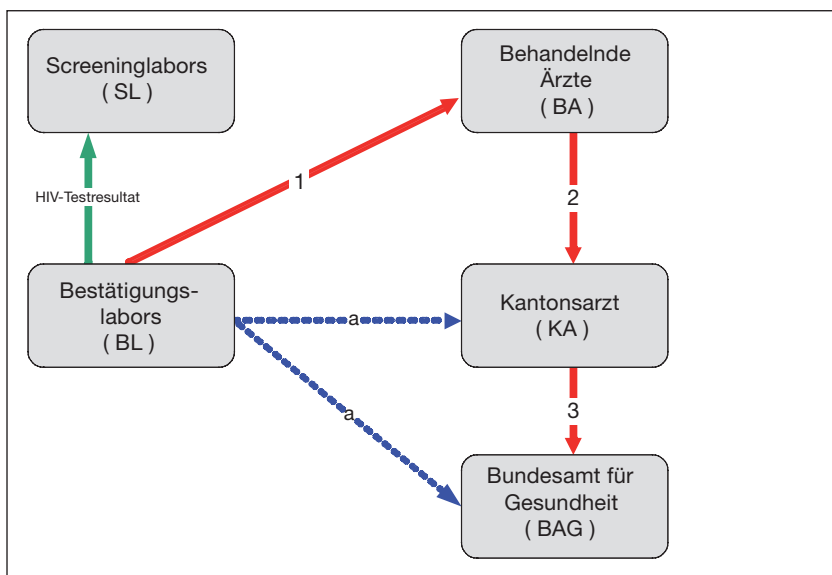 Screeninglabors
( SL )
Behandelnde
Ärzte
( BA )
1
HIV-Testresultat
2
Bestätigungs-
labors
( BL )
a
Kantonsarzt
( KA )
a
3
Bundesamt für
Gesundheit
( BAG )